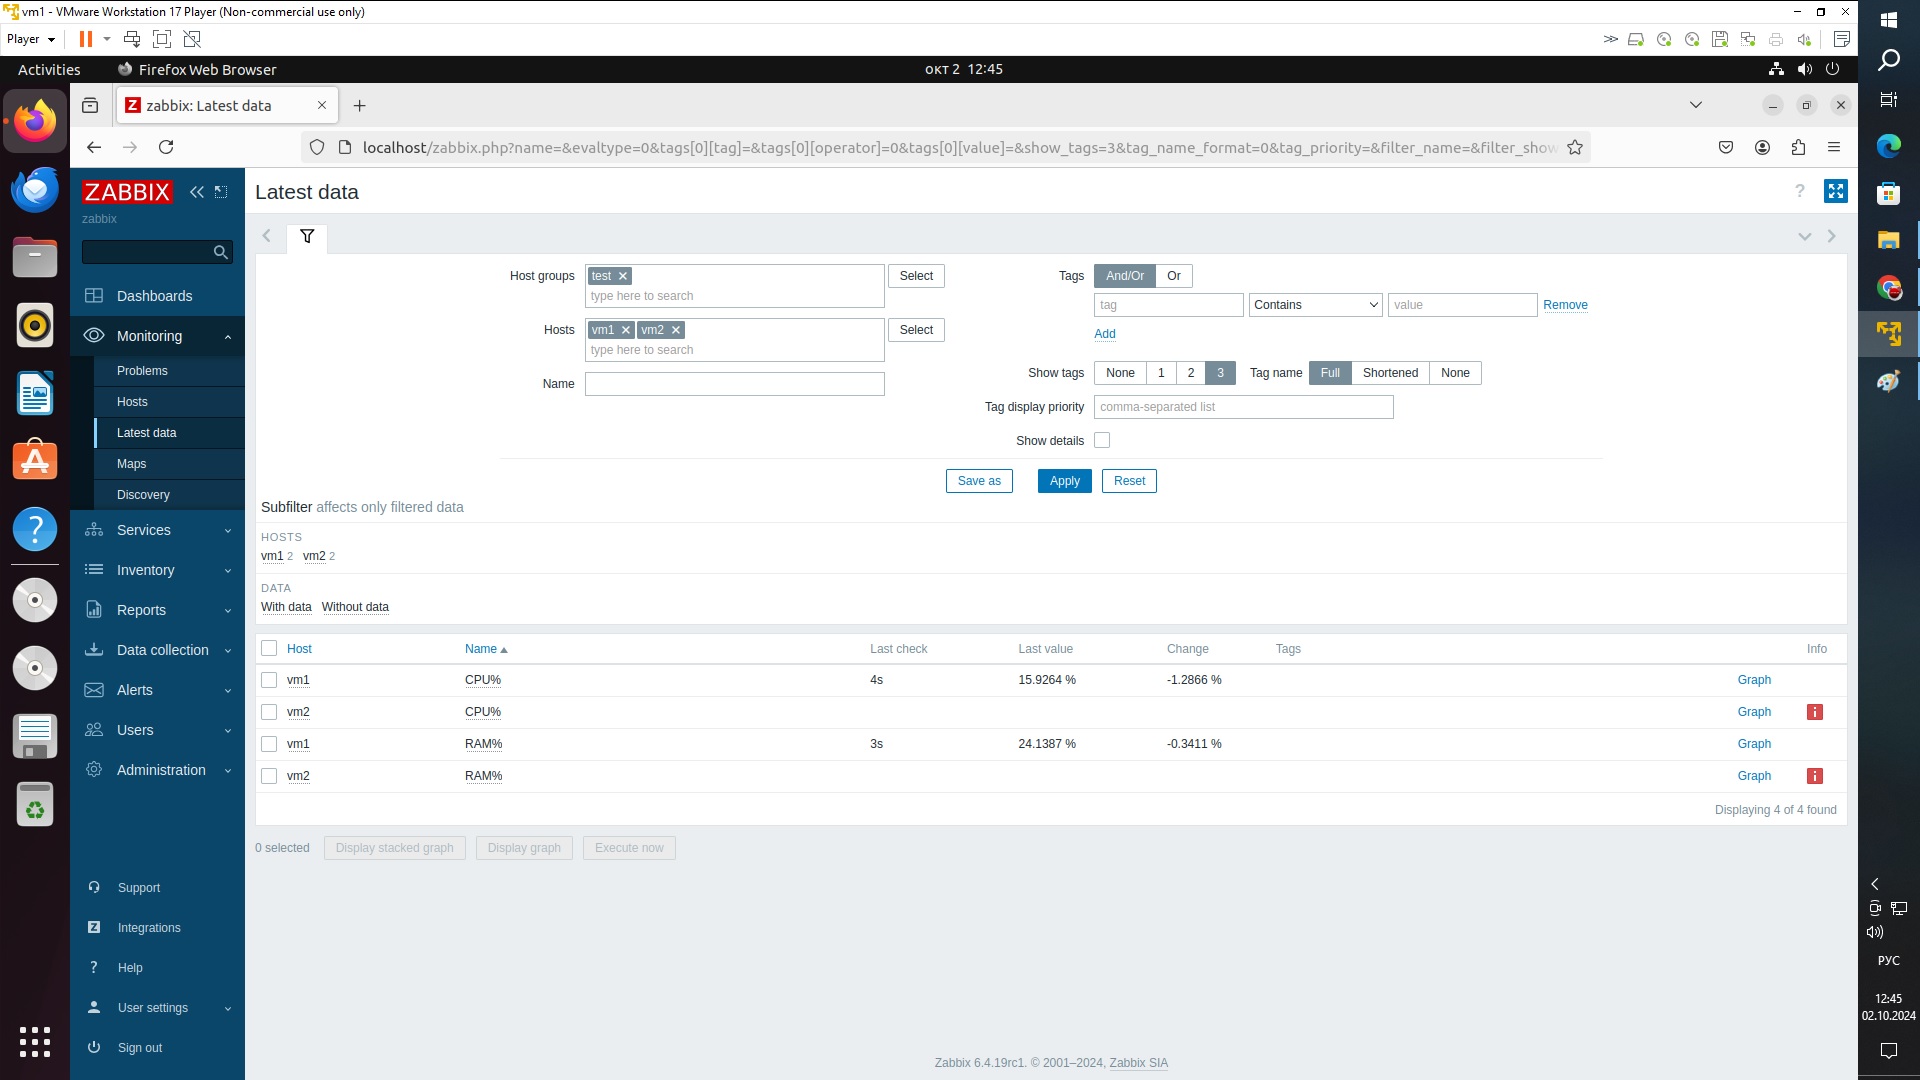 vm1 - VMware Workstation 17 Player (Non-commercial use only)
Player
Activities
Firefox Web Browser
окт 2 12:45
zabbix: Latest data
localhost/zabbix.php?name=&evaltype=0&tags[0][tag]=&tags[0][operator]=0&tags[0][value]=&show_tags=3&tag_name_format=0&tag_priority=&filter_name=&filter_show
ZABBIX
zabbix
Dashboards
Monitoring
Problems
Hosts
Latest data
Maps
Discovery
Services
Inventory
Reports
Data collection
Alerts
Users
Administration
Support
Integrations
Help
User settings
Sign out
Latest data
?
Host groups
test
type here to search
Select
Hosts
vm1 vm2
type here to search
Select
Name
Tags
And/Or Or
tag Contains value Remove
Add
Show tags None 1 2 3 Tag name Full Shortened None
Tag display priority comma-separated list
Show details
Save as Apply Reset
Subfilter affects only filtered data
HOSTS
vm1 2 vm2 2
DATA
With data Without data
Host Name Last check Last value Change Tags Info
vm1 CPU% 4s 15.9264 % -1.2866 % Graph
vm2 CPU% Graph i
vm1 RAM% 3s 24.1387 % -0.3411 % Graph
vm2 RAM% Graph i
Displaying 4 of 4 found
0 selected Display stacked graph Display graph Execute now
Zabbix 6.4.19rc1. © 2001–2024, Zabbix SIA
РУС
12:45
02.10.2024